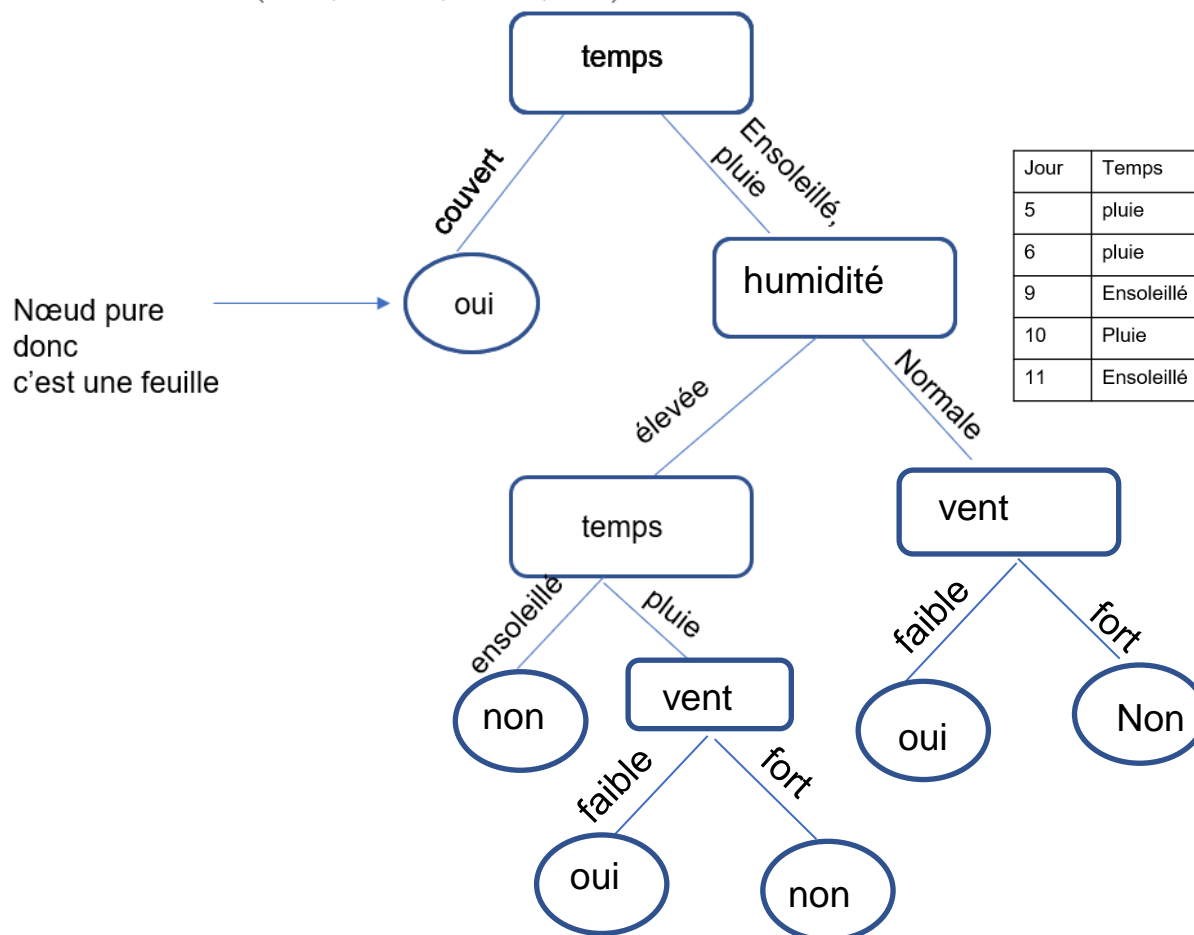 temps
couvert
Ensoleillé,
pluie
Jour Temps
5 pluie
6 pluie
9 Ensoleillé
10 Pluie
11 Ensoleillé
humidité
oui
Nœud pure
donc
c'est une feuille
élevée
Normale
temps
vent
ensoleillé
pluie
faible
fort
non
vent
oui
Non
faible
fort
oui
non